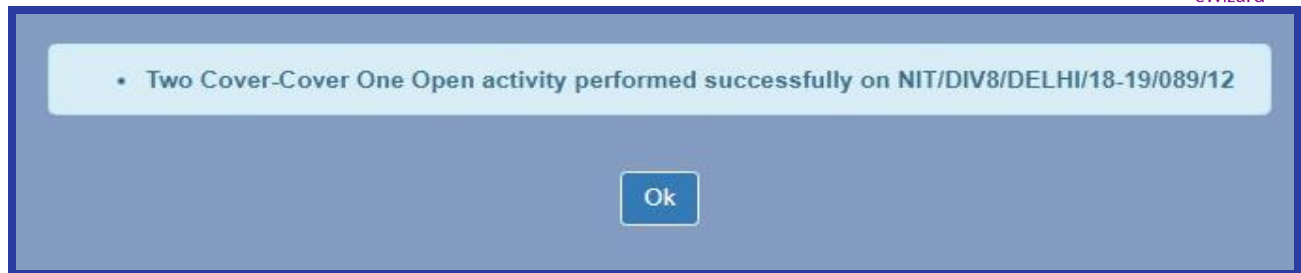 • Two Cover-Cover One Open activity performed successfully on NIT/DIV8/DELHI/18-19/089/12
Ok